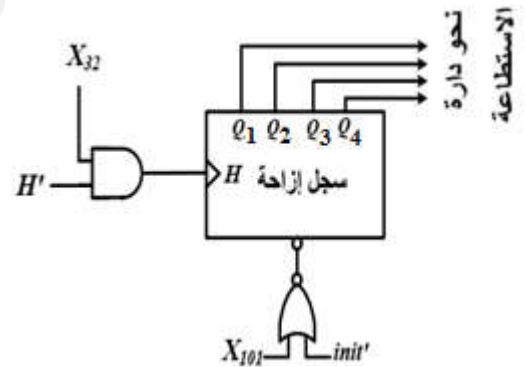 نحو دارة
الاستطاعة
X32
Q1 Q2 Q3 Q4
H'
H
سجل إزاحة
X101
init'